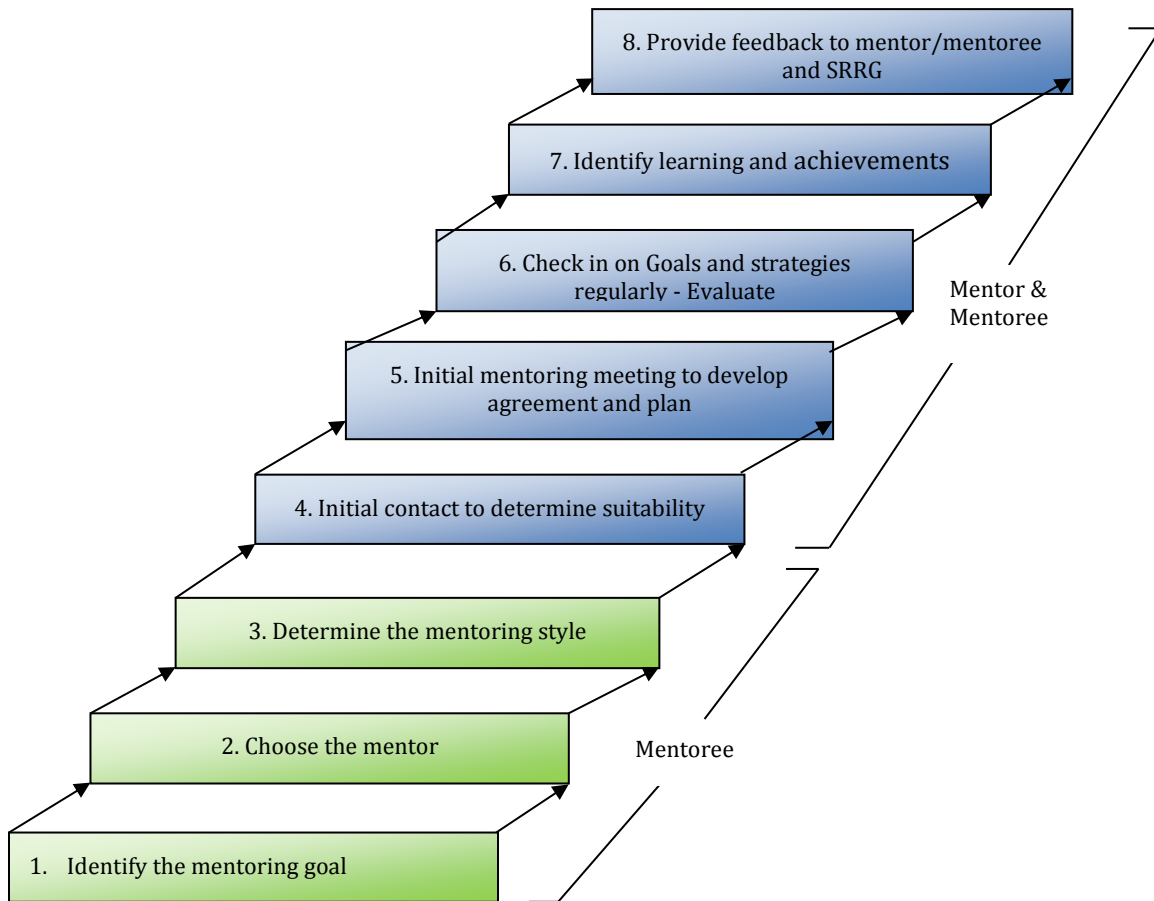 8. Provide feedback to mentor/mentoree
and SRRG
7. Identify learning and achievements
6. Check in on Goals and strategies
regularly - Evaluate
Mentor &
Mentoree
5. Initial mentoring meeting to develop
agreement and plan
4. Initial contact to determine suitability
3. Determine the mentoring style
2. Choose the mentor
Mentoree
1. Identify the mentoring goal